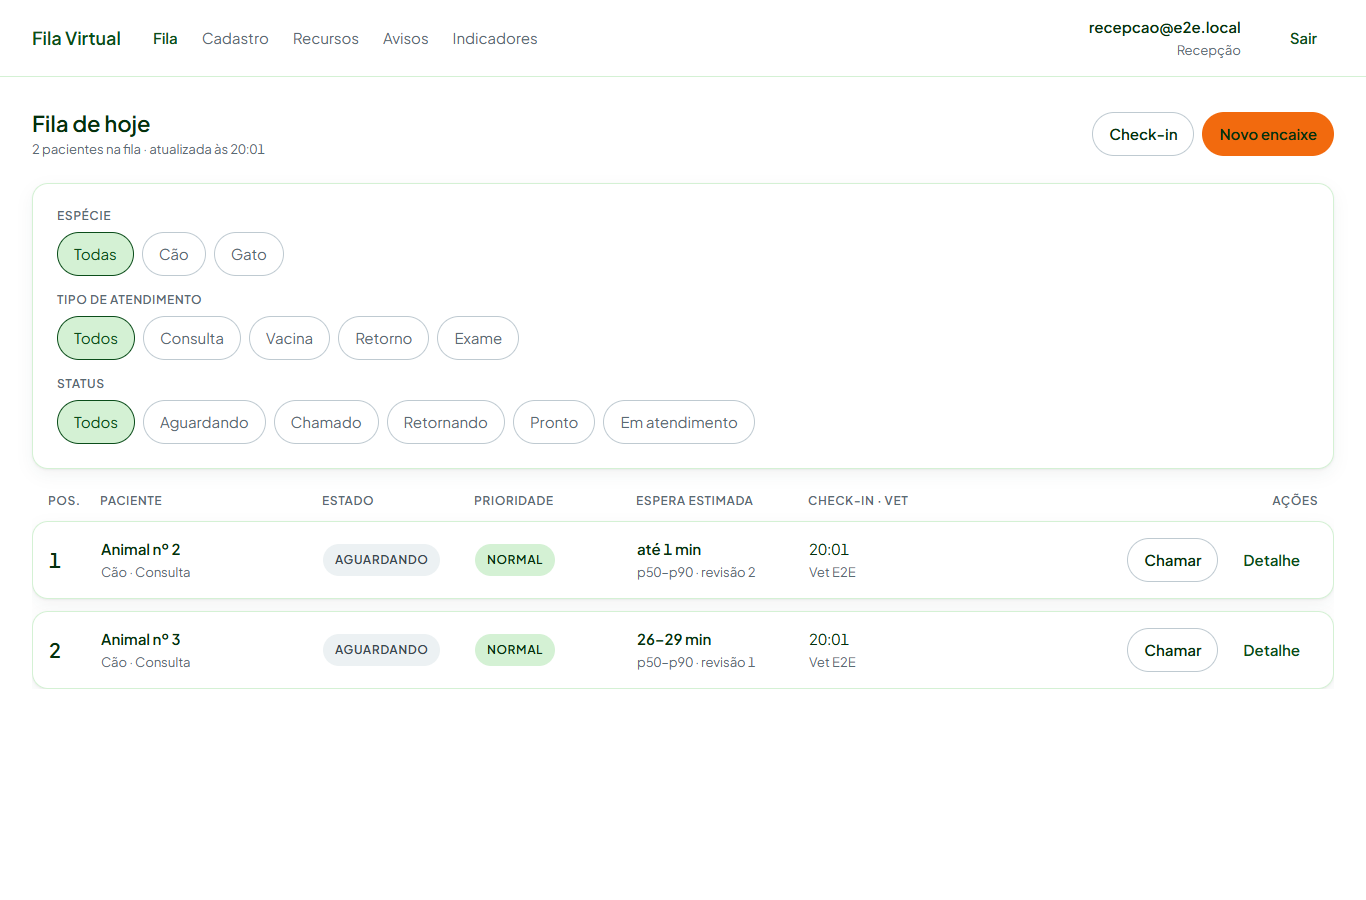 Fila Virtual
Fila
Cadastro
Recursos
Avisos
Indicadores
recepcao@e2e.local
Recepção
Sair
Fila de hoje
2 pacientes na fila · atualizada às 20:01
Check-in
Novo encaixe
ESPÉCIE
Todas
Cão
Gato
TIPO DE ATENDIMENTO
Todos
Consulta
Vacina
Retorno
Exame
STATUS
Todos
Aguardando
Chamado
Retornando
Pronto
Em atendimento
POS.
PACIENTE
ESTADO
PRIORIDADE
ESPERA ESTIMADA
CHECK-IN · VET
AÇÕES
1
Animal nº 2
Cão · Consulta
AGUARDANDO
NORMAL
até 1 min
p50–p90 · revisão 2
20:01
Vet E2E
Chamar
Detalhe
2
Animal nº 3
Cão · Consulta
AGUARDANDO
NORMAL
26–29 min
p50–p90 · revisão 1
20:01
Vet E2E
Chamar
Detalhe